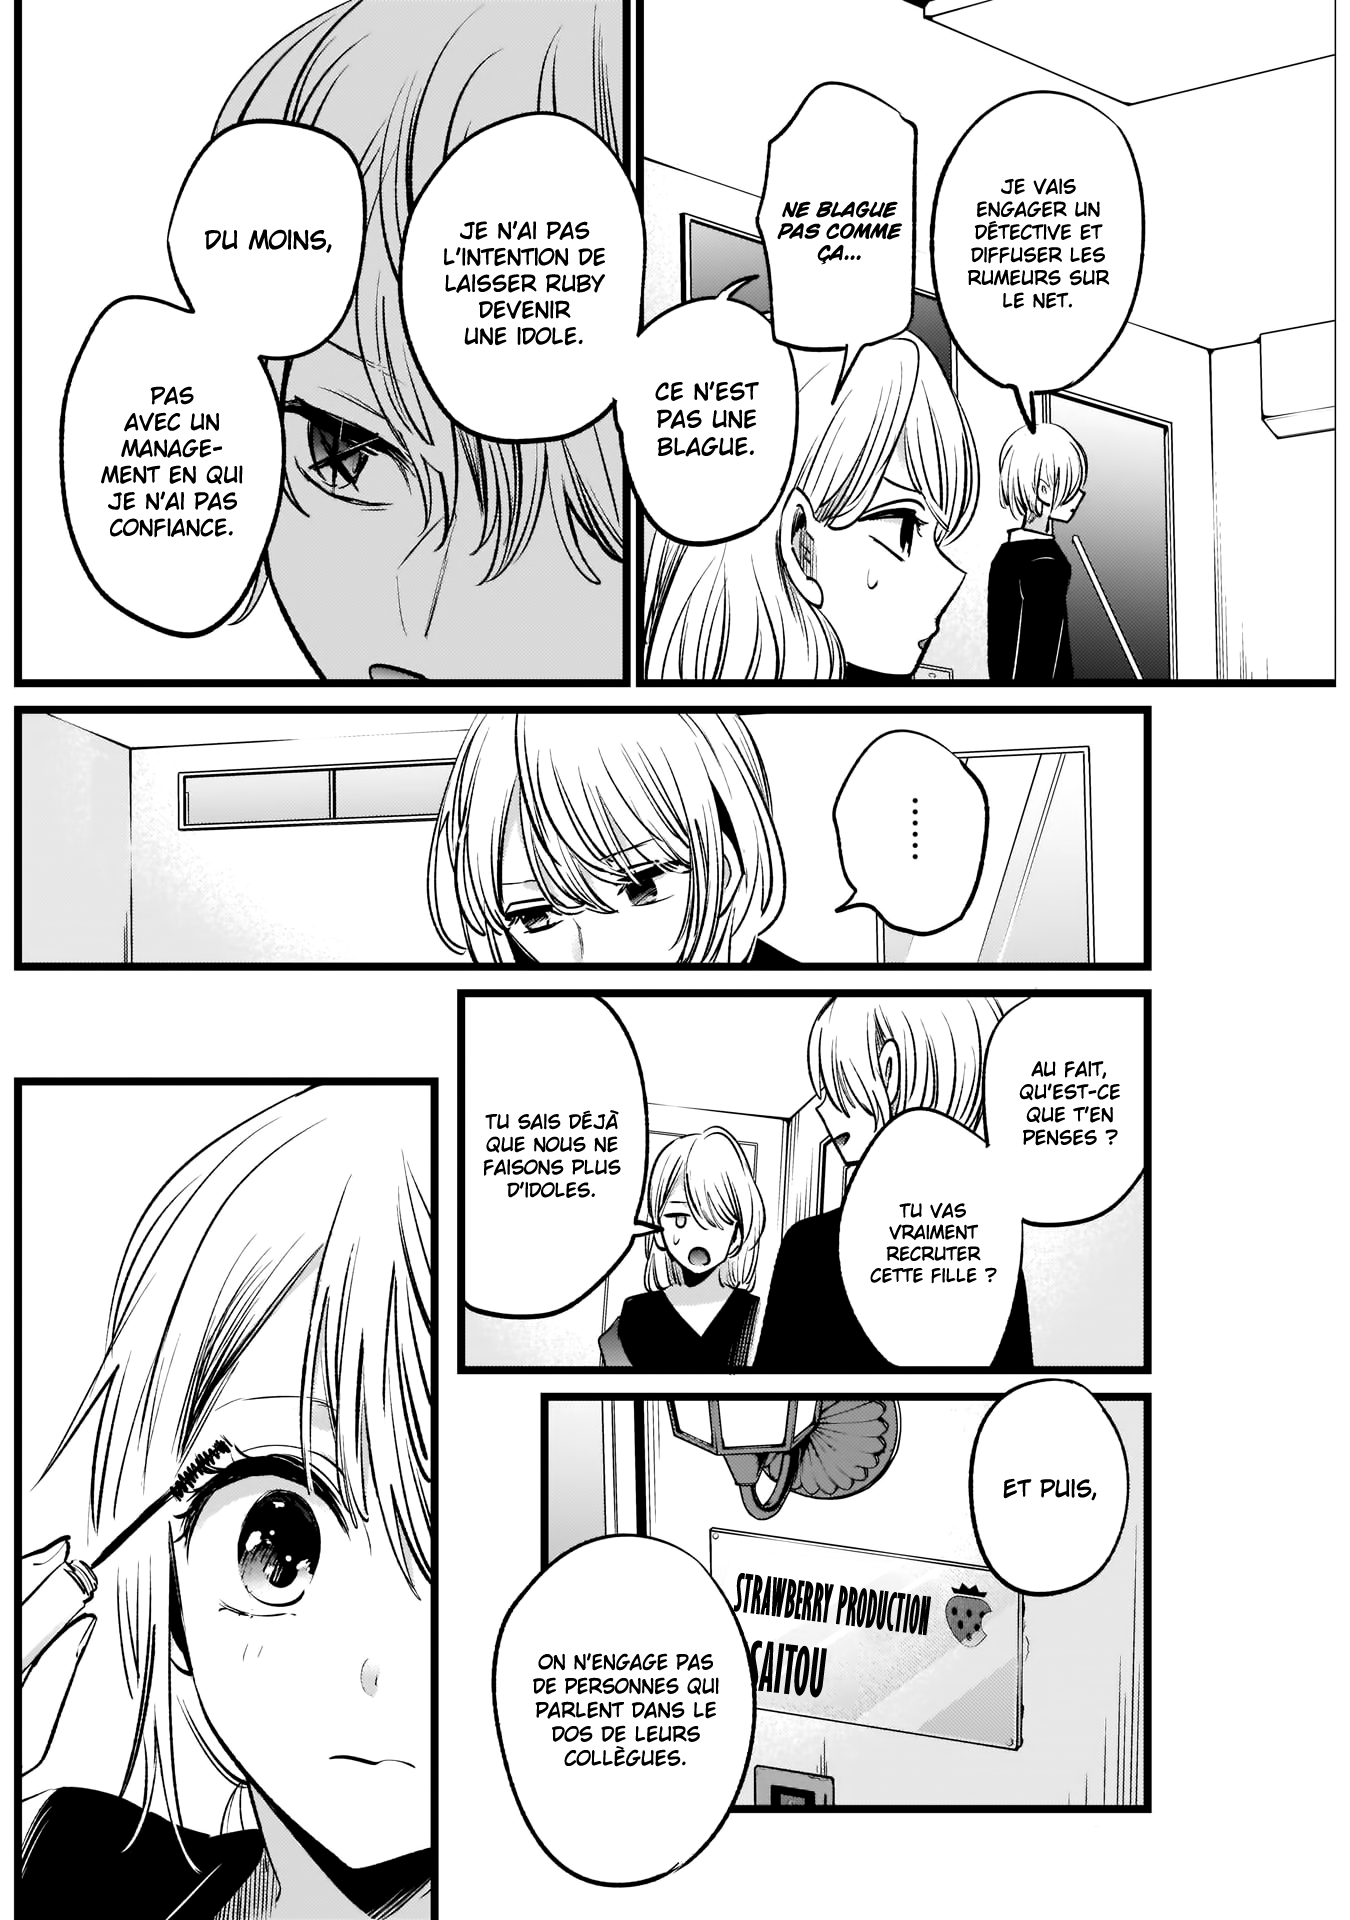 JE VAIS
ENGAGER UN
DÉTECTIVE ET
DIFFUSER LES
RUMEURS SUR
LE NET.
NE BLAGUE
PAS COMME
ÇA...
CE N'EST
PAS UNE
BLAGUE.
JE N'AI PAS
L'INTENTION DE
LAISSER RUBY
DEVENIR
UNE IDOLE.
DU MOINS,
PAS
AVEC UN
MANAGE-
MENT EN QUI
JE N'AI PAS
CONFIANCE.
.......
AU FAIT,
QU'EST-CE
QUE T'EN
PENSES ?
TU VAS
VRAIMENT
RECRUTER
CETTE FILLE ?
TU SAIS DÉJÀ
QUE NOUS NE
FAISONS PLUS
D'IDOLES.
ET PUIS,
STRAWBERRY PRODUCTION
SAITOU
ON N'ENGAGE PAS
DE PERSONNES QUI
PARLENT DANS LE
DOS DE LEURS
COLLÈGUES.